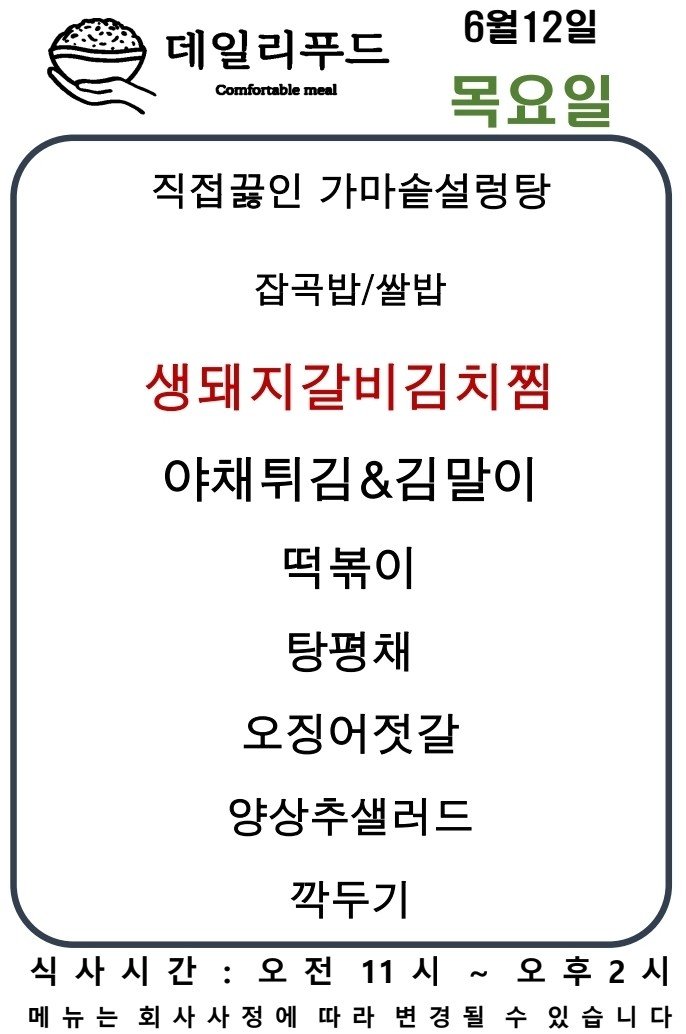 데일리푸드
Comfortable meal
6월12일
목요일
직접끓인 가마솥설렁탕
잡곡밥/쌀밥
생돼지갈비김치찜
야채튀김&김말이
떡볶이
탕평채
오징어젓갈
양상추샐러드
깍두기
식사시간 : 오전 11시 ~ 오후2시
메뉴는 회사사정에 따라 변경될 수 있습니다